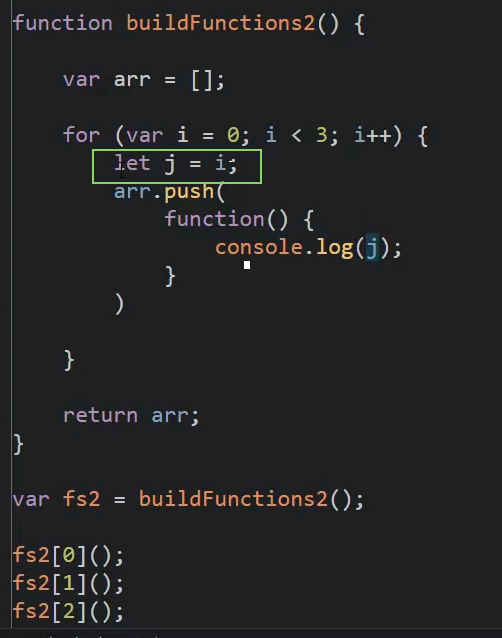 function buildFunctions2() {
    var arr = [];
    for (var i = 0; i < 3; i++) {
        let j = i;
        arr.push(
            function() {
                console.log(j);
            }
        )
    }
    return arr;
}
var fs2 = buildFunctions2();
fs2[0]();
fs2[1]();
fs2[2]();